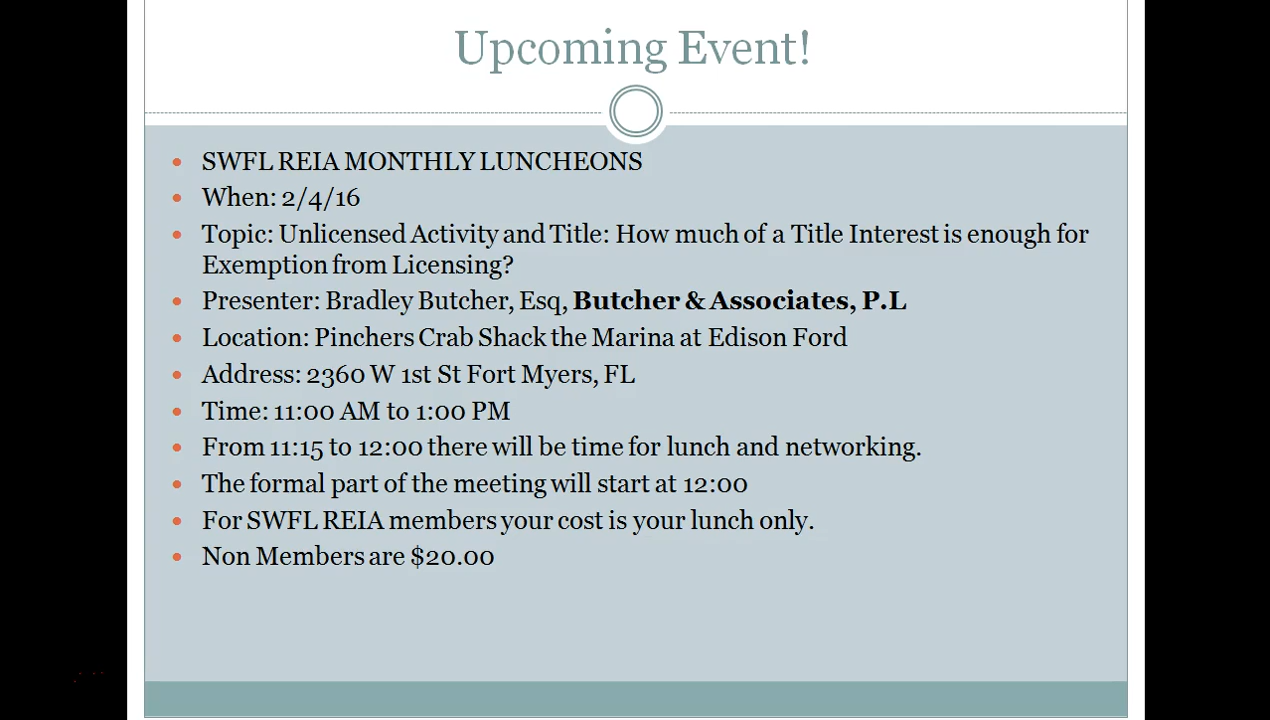 Upcoming Event!
SWFL REIA MONTHLY LUNCHEONS
When: 2/4/16
Topic: Unlicensed Activity and Title: How much of a Title Interest is enough for
Exemption from Licensing?
Presenter: Bradley Butcher, Esq, Butcher & Associates, P.L
Location: Pinchers Crab Shack the Marina at Edison Ford
Address: 2360 W 1st St Fort Myers, FL
Time: 11:00 AM to 1:00 PM
From 11:15 to 12:00 there will be time for lunch and networking.
The formal part of the meeting will start at 12:00
For SWFL REIA members your cost is your lunch only.
Non Members are $20.00